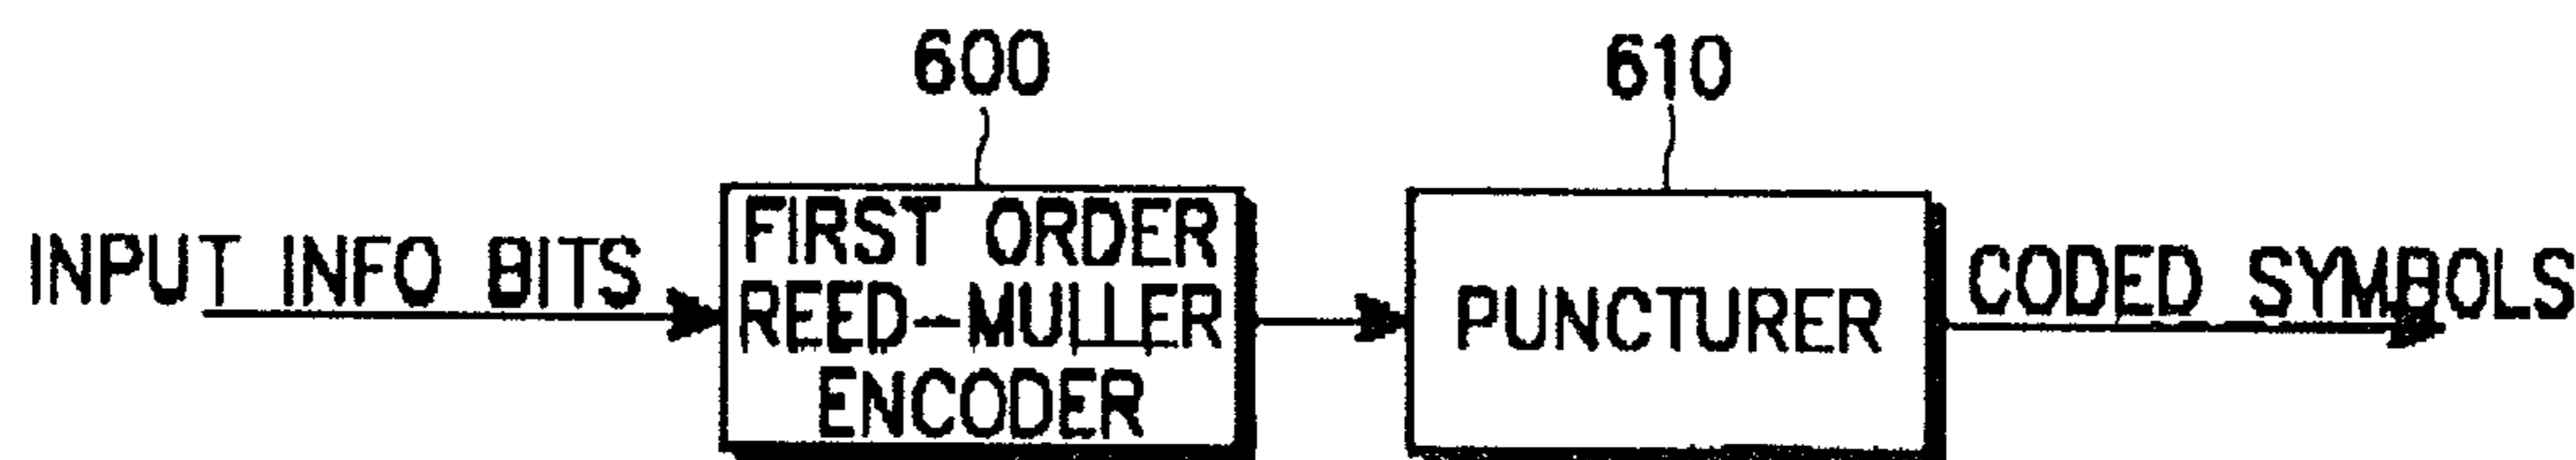 600
610
INPUT INFO BITS
FIRST ORDER
REED-MULLER
ENCODER
PUNCTURER
CODED SYMBOLS